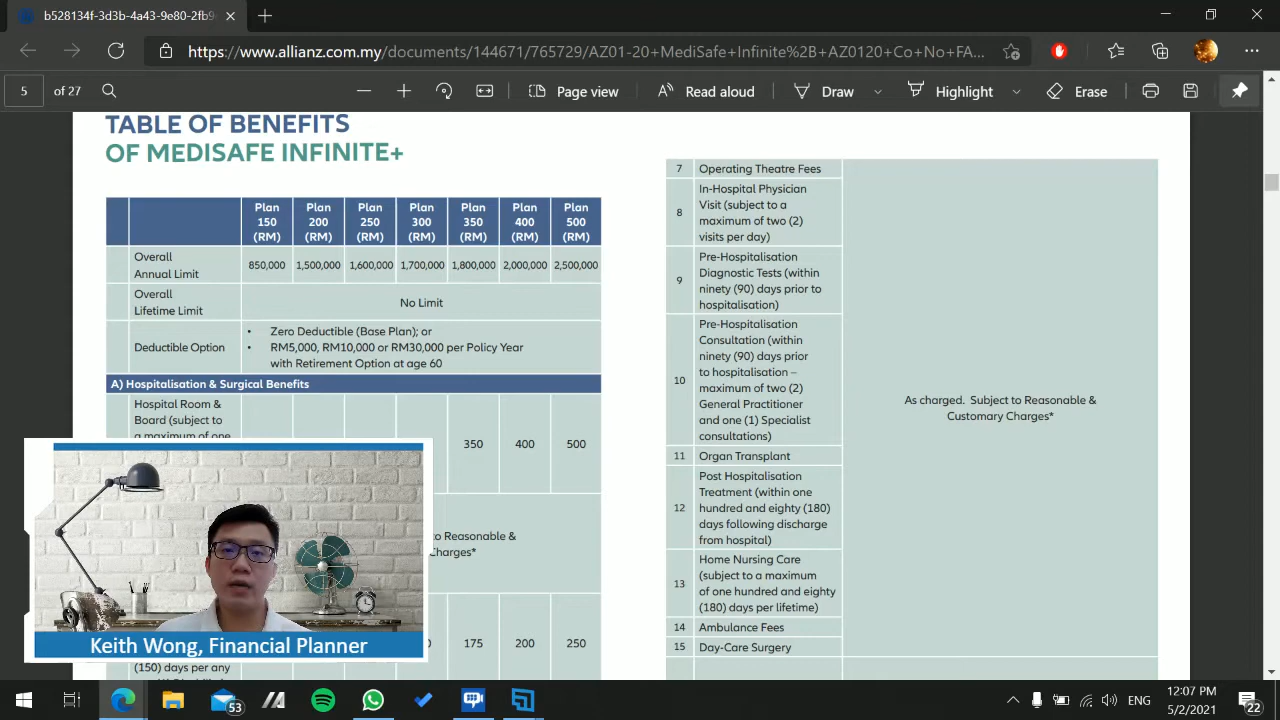 b528134f-3d3b-4a43-9e80-2fb9
https://www.allianz.com.my/documents/144671/765729/AZ01-20+MediSafe+Infinite%2B+AZ0120+Co+No+FA...
5 of 27
Page view
Read aloud
Draw
Highlight
Erase
TABLE OF BENEFITS
OF MEDISAFE INFINITE+
Plan 150 (RM)
Plan 200 (RM)
Plan 250 (RM)
Plan 300 (RM)
Plan 350 (RM)
Plan 400 (RM)
Plan 500 (RM)
Overall
Annual Limit
850,000 1,500,000 1,600,000 1,700,000 1,800,000 2,000,000 2,500,000
Overall
Lifetime Limit
No Limit
Deductible Option
• Zero Deductible (Base Plan); or
• RM5,000, RM10,000 or RM30,000 per Policy Year
with Retirement Option at age 60
A) Hospitalisation & Surgical Benefits
Hospital Room &
Board (subject to
a maximum of one
350 400 500
to Reasonable &
Charges*
175 200 250
(150) days per any
7 Operating Theatre Fees
8 In-Hospital Physician
Visit (subject to a
maximum of two (2)
visits per day)
9 Pre-Hospitalisation
Diagnostic Tests (within
ninety (90) days prior to
hospitalisation)
10 Pre-Hospitalisation
Consultation (within
ninety (90) days prior
to hospitalisation –
maximum of two (2)
General Practitioner
and one (1) Specialist
consultations)
11 Organ Transplant
12 Post Hospitalisation
Treatment (within one
hundred and eighty (180)
days following discharge
from hospital)
13 Home Nursing Care
(subject to a maximum
of one hundred and eighty
(180) days per lifetime)
14 Ambulance Fees
15 Day-Care Surgery
As charged. Subject to Reasonable &
Customary Charges*
Keith Wong, Financial Planner
53
ENG
12:07 PM
5/2/2021
22